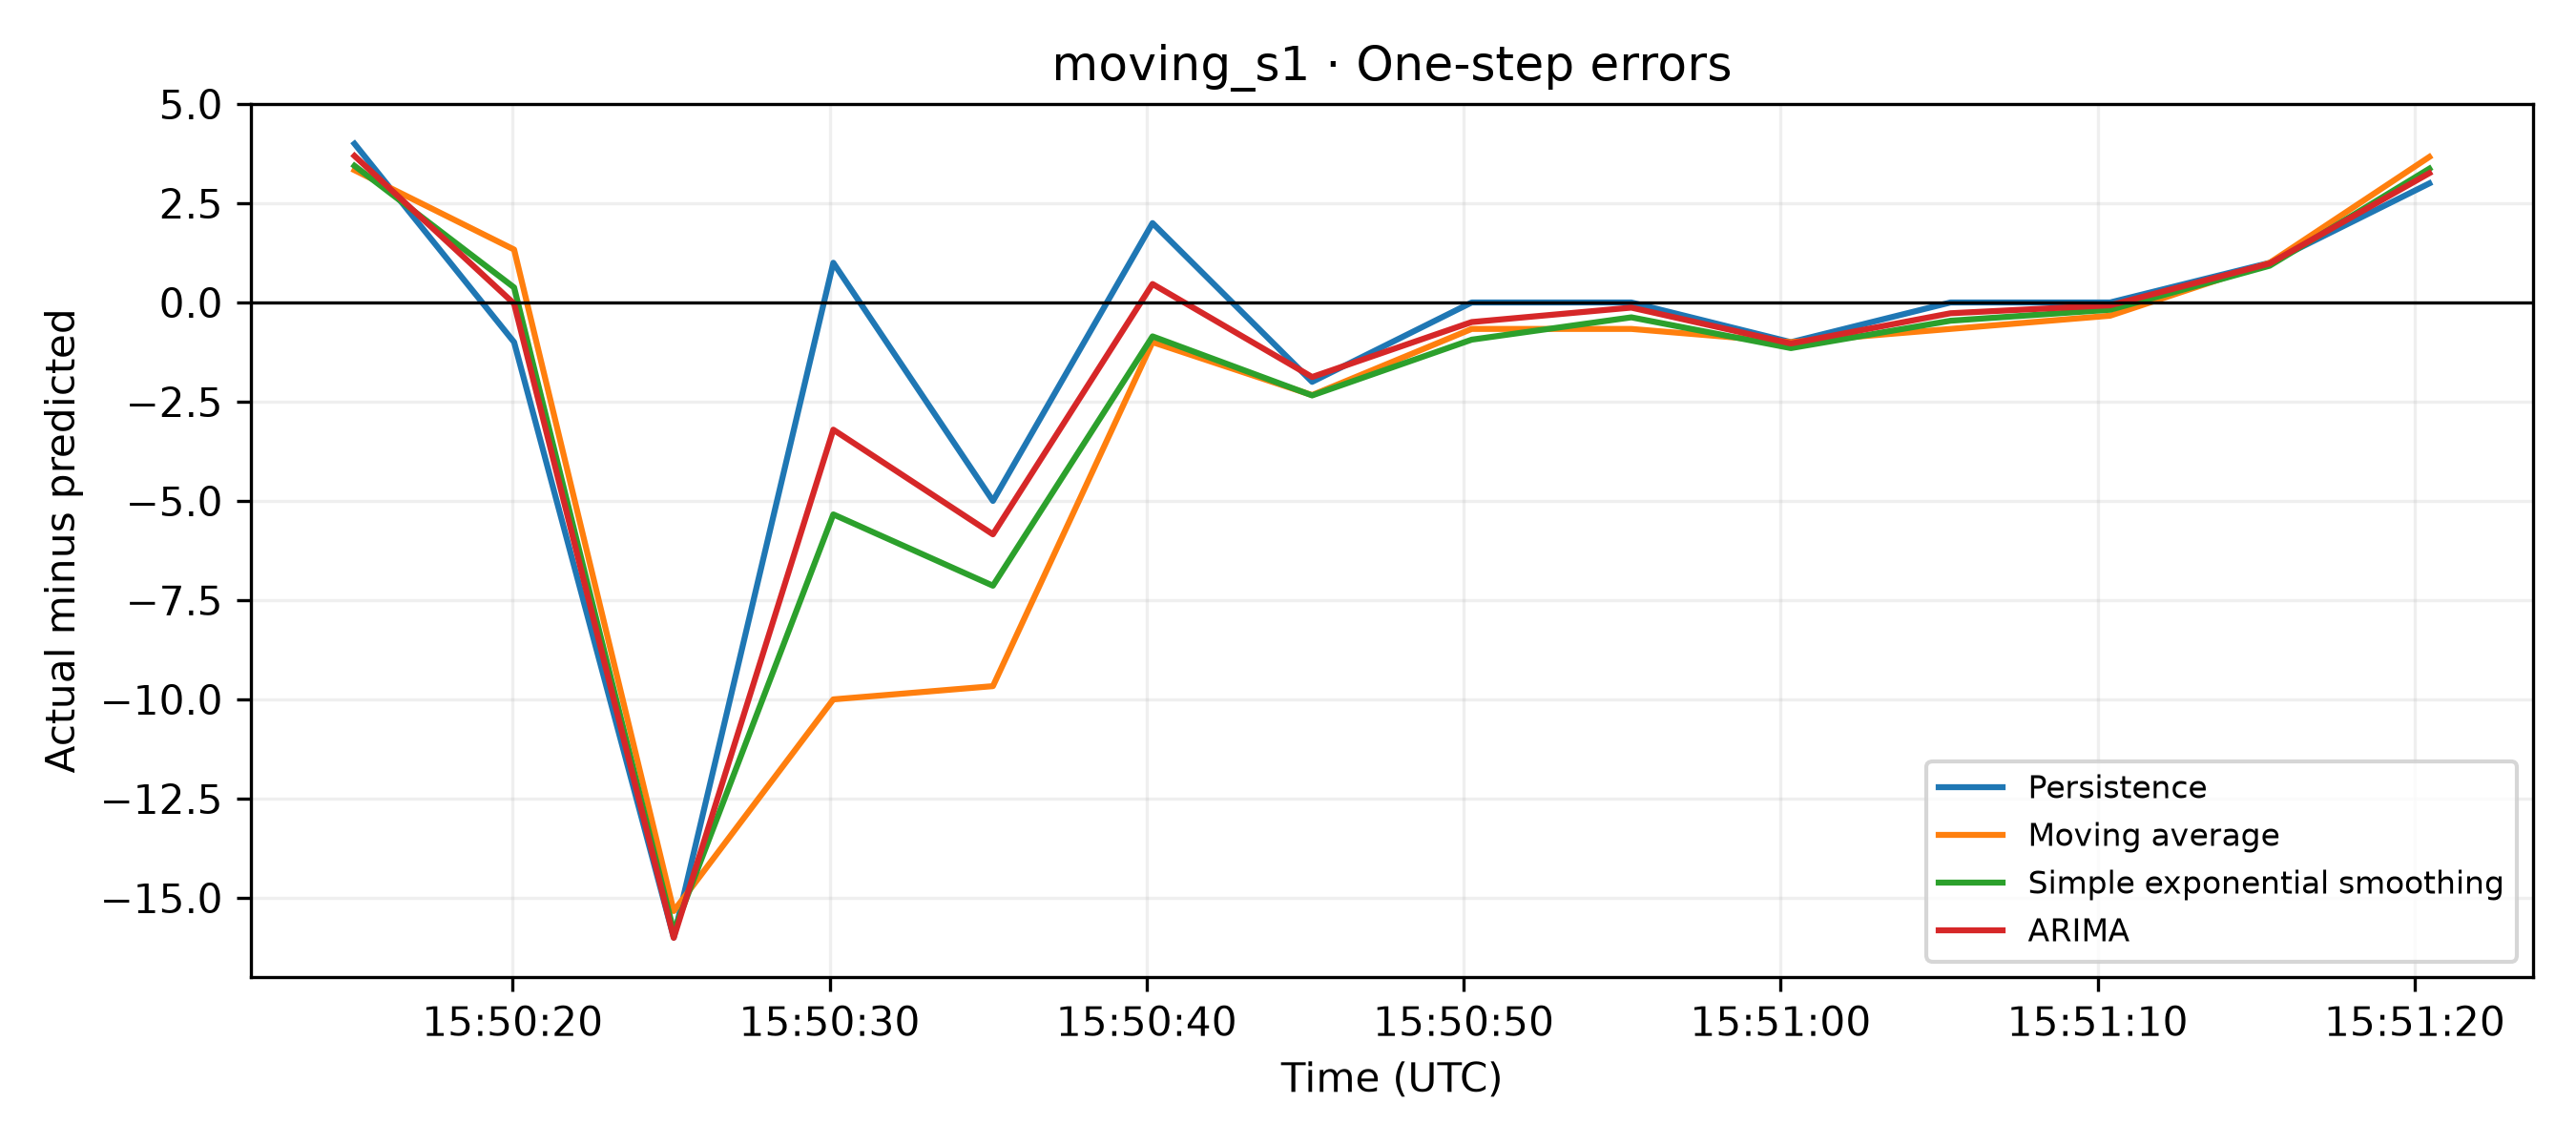 moving_s1 · One-step errors
5.0
2.5
0.0
−2.5
−5.0
−7.5
−10.0
−12.5
−15.0
Actual minus predicted
Persistence
Moving average
Simple exponential smoothing
ARIMA
15:50:20 15:50:30 15:50:40 15:50:50 15:51:00 15:51:10 15:51:20
Time (UTC)